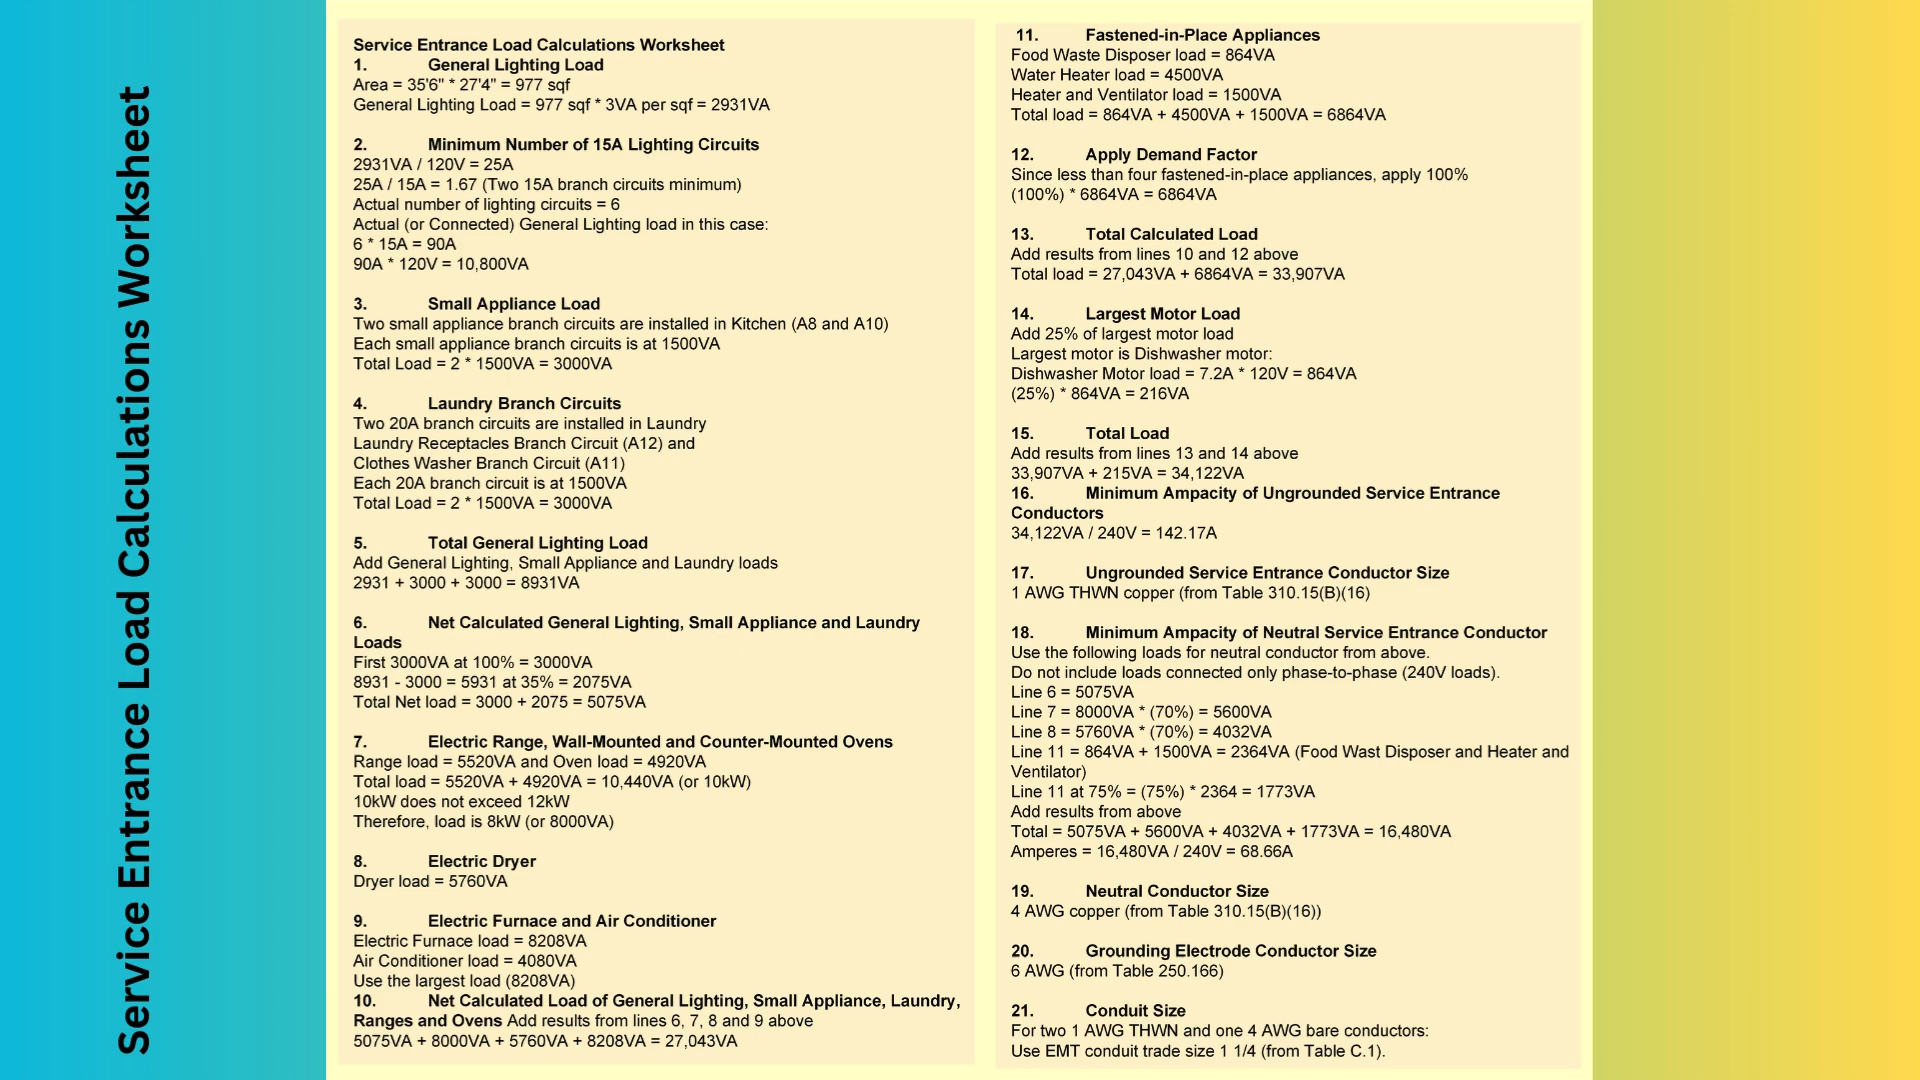 Service Entrance Load Calculations Worksheet
Service Entrance Load Calculations Worksheet
1. General Lighting Load
Area = 35'6" * 27'4" = 977 sqf
General Lighting Load = 977 sqf * 3VA per sqf = 2931VA
2. Minimum Number of 15A Lighting Circuits
2931VA / 120V = 25A
25A / 15A = 1.67 (Two 15A branch circuits minimum)
Actual number of lighting circuits = 6
Actual (or Connected) General Lighting load in this case:
6 * 15A = 90A
90A * 120V = 10,800VA
3. Small Appliance Load
Two small appliance branch circuits are installed in Kitchen (A8 and A10)
Each small appliance branch circuits is at 1500VA
Total Load = 2 * 1500VA = 3000VA
4. Laundry Branch Circuits
Two 20A branch circuits are installed in Laundry
Laundry Receptacles Branch Circuit (A12) and
Clothes Washer Branch Circuit (A11)
Each 20A branch circuit is at 1500VA
Total Load = 2 * 1500VA = 3000VA
5. Total General Lighting Load
Add General Lighting, Small Appliance and Laundry loads
2931 + 3000 + 3000 = 8931VA
6. Net Calculated General Lighting, Small Appliance and Laundry
Loads
First 3000VA at 100% = 3000VA
8931 - 3000 = 5931 at 35% = 2075VA
Total Net load = 3000 + 2075 = 5075VA
7. Electric Range, Wall-Mounted and Counter-Mounted Ovens
Range load = 5520VA and Oven load = 4920VA
Total load = 5520VA + 4920VA = 10,440VA (or 10kW)
10kW does not exceed 12kW
Therefore, load is 8kW (or 8000VA)
8. Electric Dryer
Dryer load = 5760VA
9. Electric Furnace and Air Conditioner
Electric Furnace load = 8208VA
Air Conditioner load = 4080VA
Use the largest load (8208VA)
10. Net Calculated Load of General Lighting, Small Appliance, Laundry,
Ranges and Ovens Add results from lines 6, 7, 8 and 9 above
5075VA + 8000VA + 5760VA + 8208VA = 27,043VA
11. Fastened-in-Place Appliances
Food Waste Disposer load = 864VA
Water Heater load = 4500VA
Heater and Ventilator load = 1500VA
Total load = 864VA + 4500VA + 1500VA = 6864VA
12. Apply Demand Factor
Since less than four fastened-in-place appliances, apply 100%
(100%) * 6864VA = 6864VA
13. Total Calculated Load
Add results from lines 10 and 12 above
Total load = 27,043VA + 6864VA = 33,907VA
14. Largest Motor Load
Add 25% of largest motor load
Largest motor is Dishwasher motor:
Dishwasher Motor load = 7.2A * 120V = 864VA
(25%) * 864VA = 216VA
15. Total Load
Add results from lines 13 and 14 above
33,907VA + 215VA = 34,122VA
16. Minimum Ampacity of Ungrounded Service Entrance
Conductors
34,122VA / 240V = 142.17A
17. Ungrounded Service Entrance Conductor Size
1 AWG THWN copper (from Table 310.15(B)(16)
18. Minimum Ampacity of Neutral Service Entrance Conductor
Use the following loads for neutral conductor from above.
Do not include loads connected only phase-to-phase (240V loads).
Line 6 = 5075VA
Line 7 = 8000VA * (70%) = 5600VA
Line 8 = 5760VA * (70%) = 4032VA
Line 11 = 864VA + 1500VA = 2364VA (Food Wast Disposer and Heater and
Ventilator)
Line 11 at 75% = (75%) * 2364 = 1773VA
Add results from above
Total = 5075VA + 5600VA + 4032VA + 1773VA = 16,480VA
Amperes = 16,480VA / 240V = 68.66A
19. Neutral Conductor Size
4 AWG copper (from Table 310.15(B)(16))
20. Grounding Electrode Conductor Size
6 AWG (from Table 250.166)
21. Conduit Size
For two 1 AWG THWN and one 4 AWG bare conductors:
Use EMT conduit trade size 1 1/4 (from Table C.1).